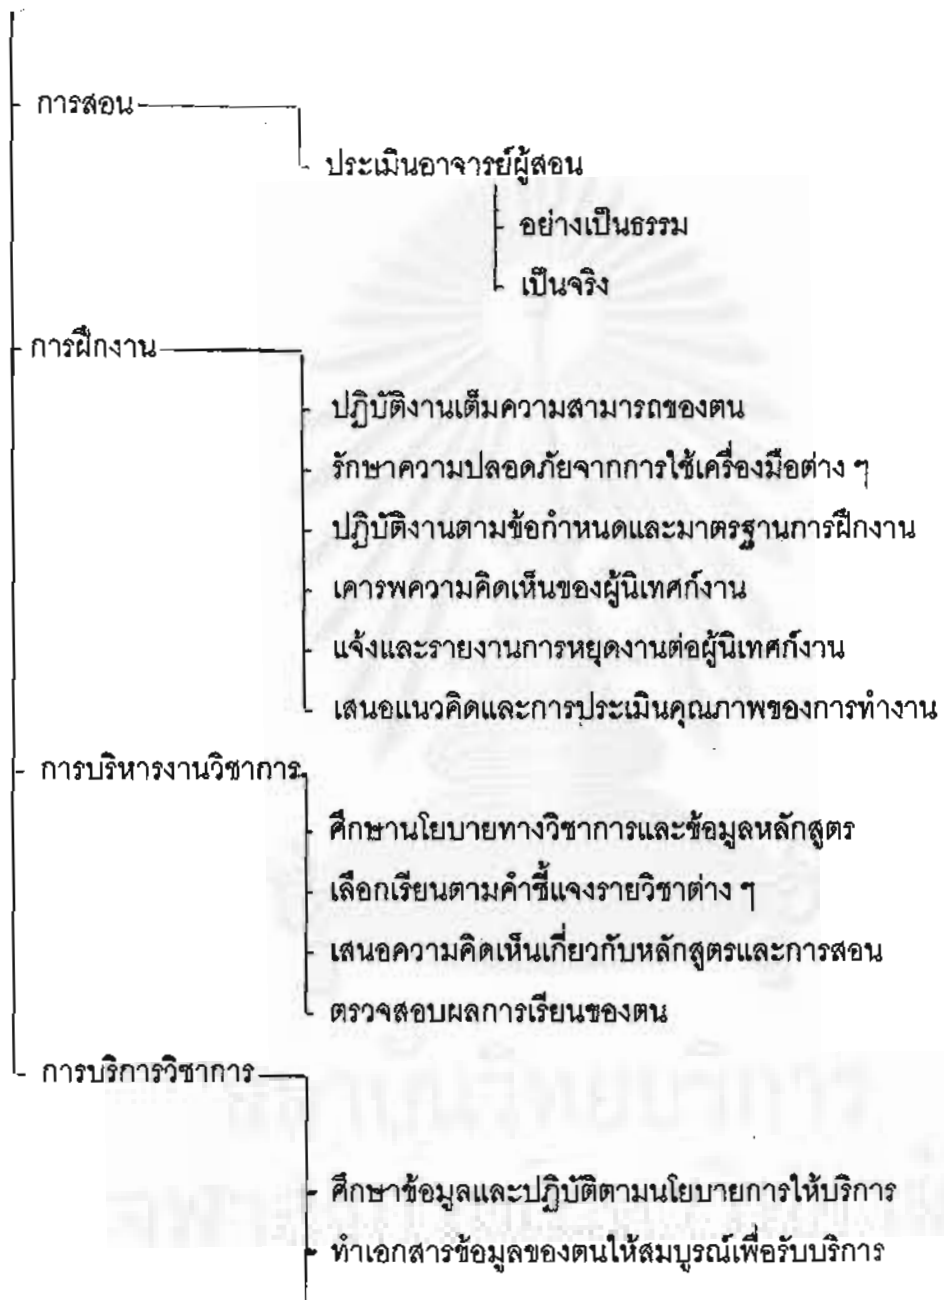 การสอน
ประเมินอาจารย์ผู้สอน
อย่างเป็นธรรม
เป็นจริง
การฝึกงาน
ปฏิบัติงานเต็มความสามารถของตน
รักษาความปลอดภัยจากการใช้เครื่องมือต่าง ๆ
ปฏิบัติงานตามข้อกำหนดและมาตรฐานการฝึกงาน
เคารพความคิดเห็นของผู้นิเทศก์งาน
แจ้งและรายงานการหยุดงานต่อผู้นิเทศก์งาน
เสนอแนวคิดและการประเมินคุณภาพของการทำงาน
การบริหารงานวิชาการ
ศึกษานโยบายทางวิชาการและข้อมูลหลักสูตร
เลือกเรียนตามคำชี้แจงรายวิชาต่าง ๆ
เสนอความคิดเห็นเกี่ยวกับหลักสูตรและการสอน
ตรวจสอบผลการเรียนของตน
การบริการวิชาการ
ศึกษาข้อมูลและปฏิบัติตามนโยบายการให้บริการ
ทำเอกสารข้อมูลของตนให้สมบูรณ์เพื่อรับบริการ